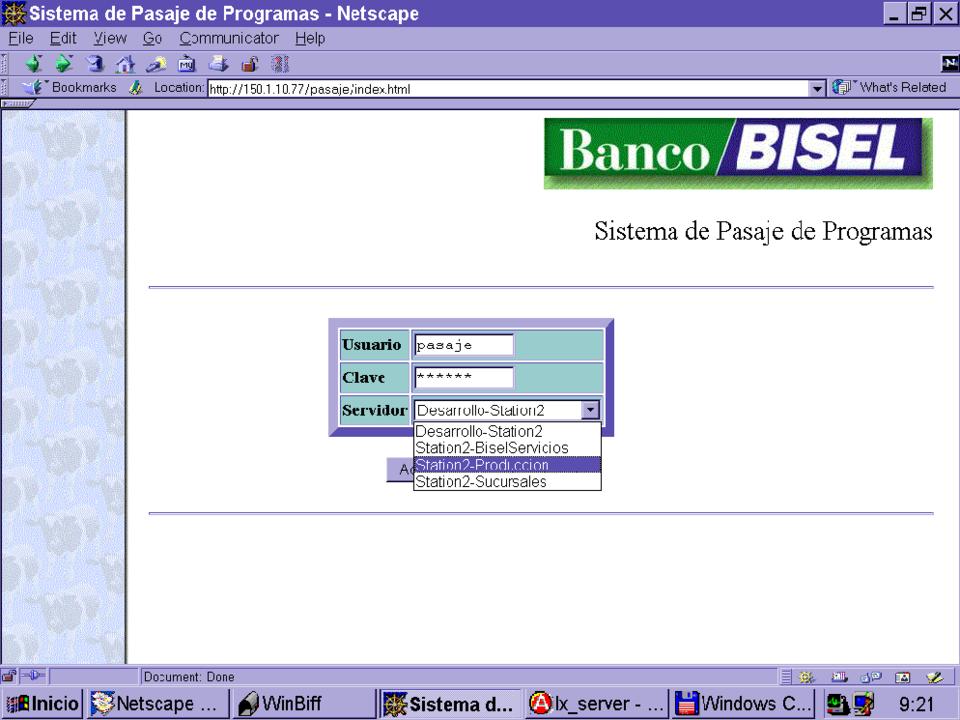 Sistema de Pasaje de Programas - Netscape
File Edit View Go Communicator Help
Bookmarks Location: http://150.1.10.77/pasaje/index.html What's Related
Banco BISEL
Sistema de Pasaje de Programas
Usuario pasaje
Clave ******
Servidor Desarrollo-Station2
Desarrollo-Station2
Station2-BiselServicios
Station2-Produccion
Station2-Sucursales
Document: Done
Inicio Netscape ... WinBiff Sistema d... lx_server - ... Windows C... 9:21